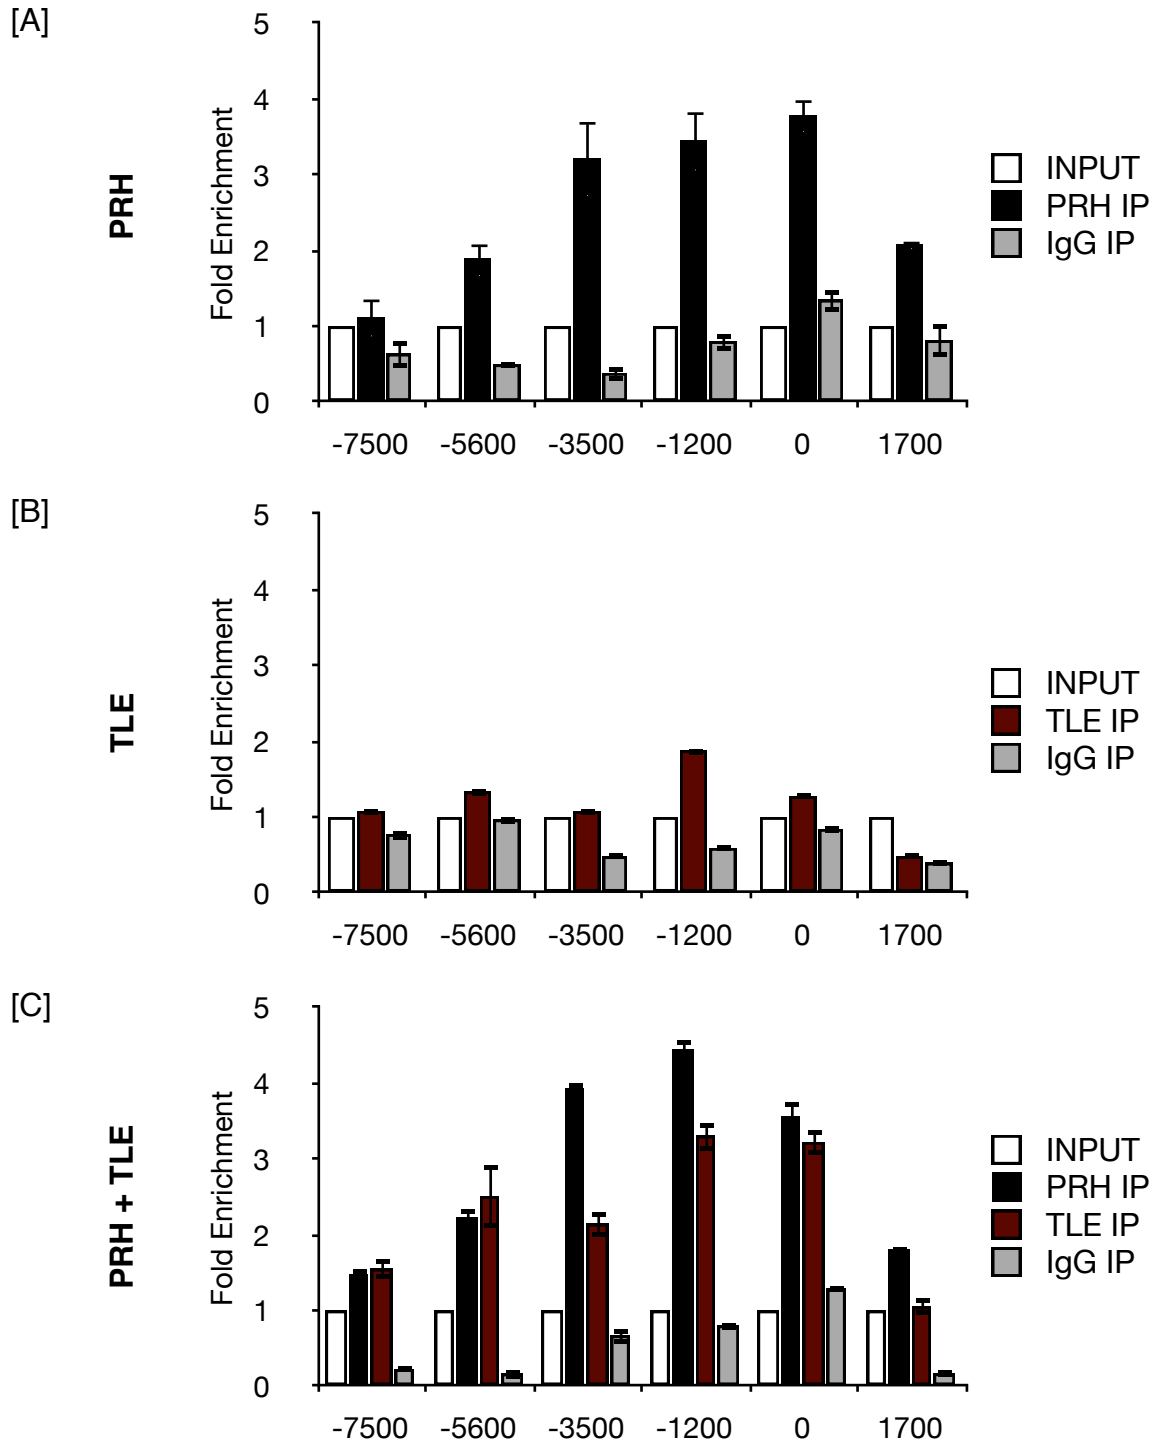 [A]
PRH
Fold Enrichment
5
4
3
2
1
0
-7500 -5600 -3500 -1200 0 1700
INPUT
PRH IP
IgG IP
[B]
TLE
Fold Enrichment
5
4
3
2
1
0
-7500 -5600 -3500 -1200 0 1700
INPUT
TLE IP
IgG IP
[C]
PRH + TLE
Fold Enrichment
5
4
3
2
1
0
-7500 -5600 -3500 -1200 0 1700
INPUT
PRH IP
TLE IP
IgG IP